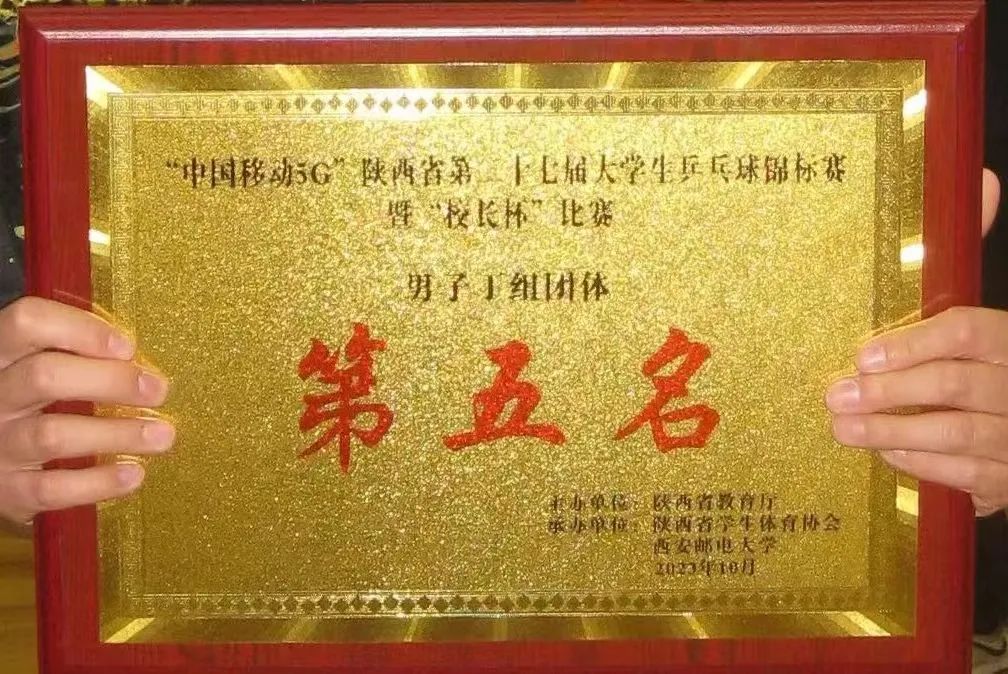 “中国移动5G”陕西省第二十七届大学生乒乓球锦标赛
暨“校长杯”比赛
男子丁组团体
第五名
主办单位：陕西省教育厅
承办单位：陕西省学生体育协会
西安邮电大学
2023年10月